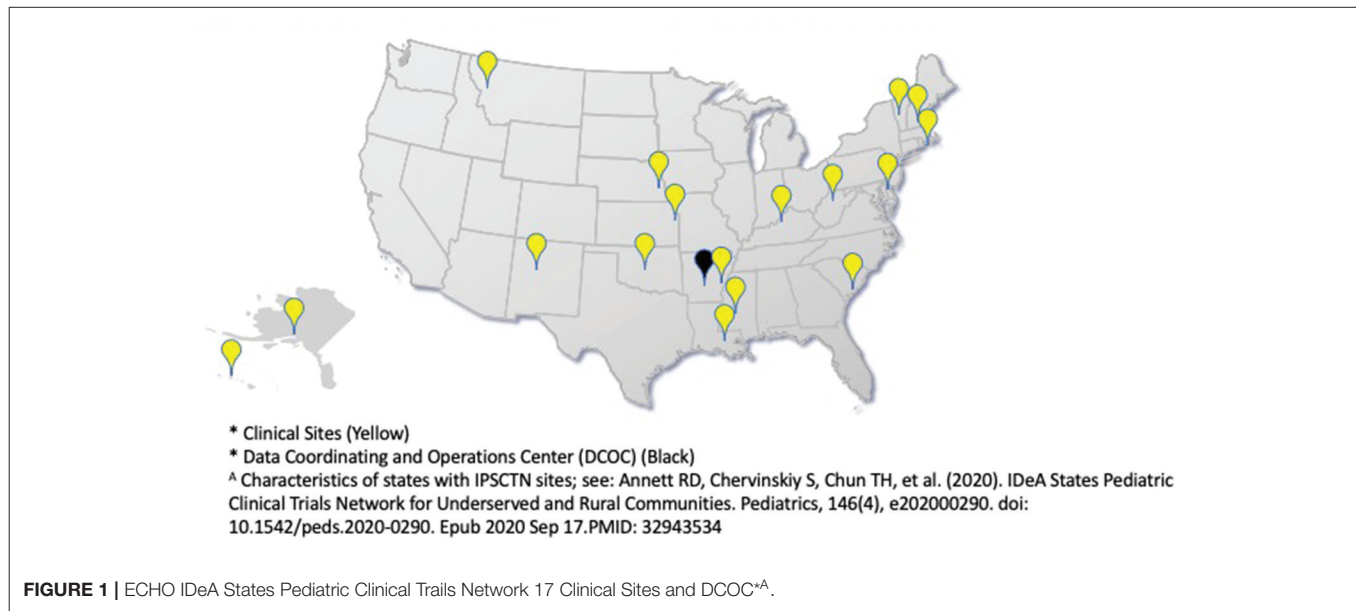 * Clinical Sites (Yellow)
* Data Coordinating and Operations Center (DCOC) (Black)
ᴬ Characteristics of states with IPSCTN sites; see: Annett RD, Chervinskiy S, Chun TH, et al. (2020). IDeA States Pediatric
Clinical Trials Network for Underserved and Rural Communities. Pediatrics, 146(4), e202000290. doi:
10.1542/peds.2020-0290. Epub 2020 Sep 17.PMID: 32943534
FIGURE 1 | ECHO IDeA States Pediatric Clinical Trails Network 17 Clinical Sites and DCOC*ᴬ.